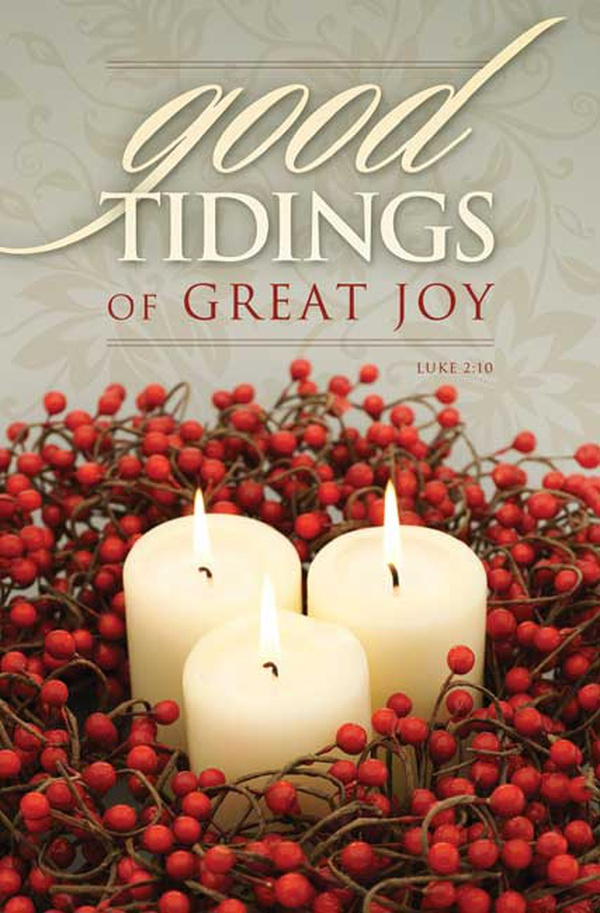 good
TIDINGS
OF GREAT JOY
LUKE 2:10